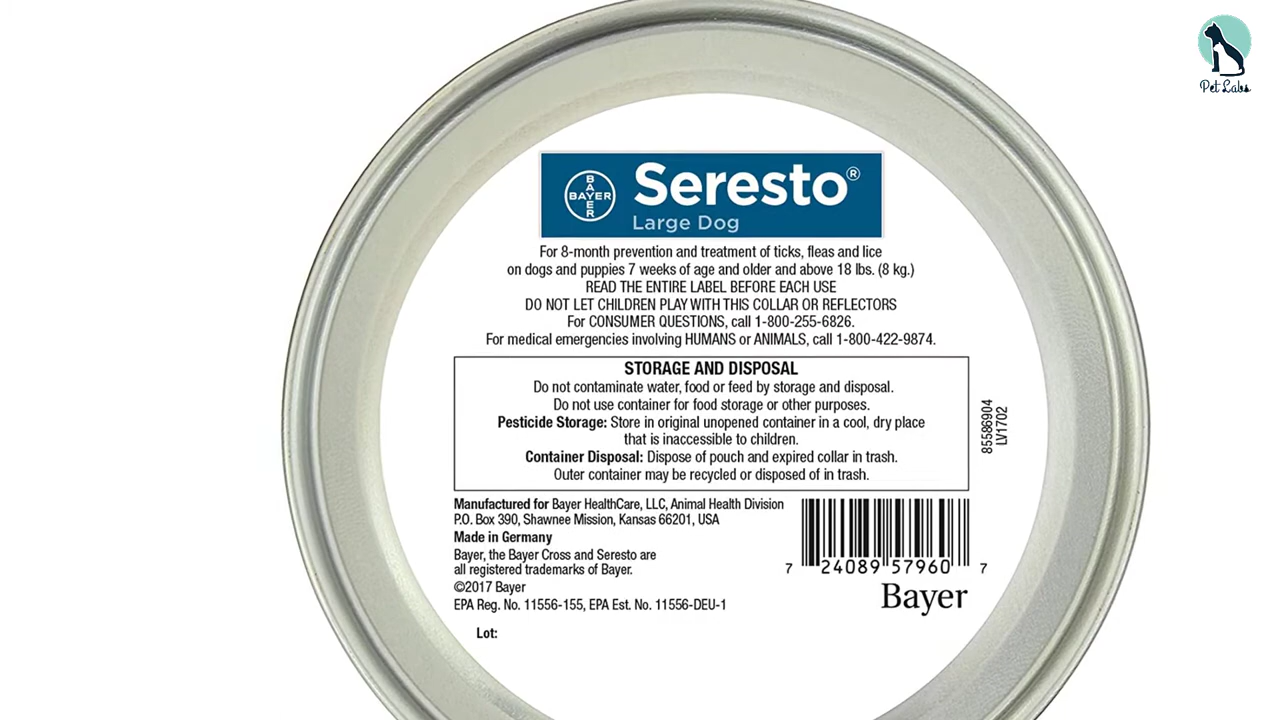 Pet Labs
BAYER
BAYER
Seresto®
Large Dog
For 8-month prevention and treatment of ticks, fleas and lice
on dogs and puppies 7 weeks of age and older and above 18 lbs. (8 kg.)
READ THE ENTIRE LABEL BEFORE EACH USE
DO NOT LET CHILDREN PLAY WITH THIS COLLAR OR REFLECTORS
For CONSUMER QUESTIONS, call 1-800-255-6826.
For medical emergencies involving HUMANS or ANIMALS, call 1-800-422-9874.
STORAGE AND DISPOSAL
Do not contaminate water, food or feed by storage and disposal.
Do not use container for food storage or other purposes.
Pesticide Storage: Store in original unopened container in a cool, dry place
that is inaccessible to children.
Container Disposal: Dispose of pouch and expired collar in trash.
Outer container may be recycled or disposed of in trash.
85586904
LV1702
Manufactured for Bayer HealthCare, LLC, Animal Health Division
P.O. Box 390, Shawnee Mission, Kansas 66201, USA
Made in Germany
Bayer, the Bayer Cross and Seresto are
all registered trademarks of Bayer.
©2017 Bayer
EPA Reg. No. 11556-155, EPA Est. No. 11556-DEU-1
Lot:
7 24089 57960 7
Bayer